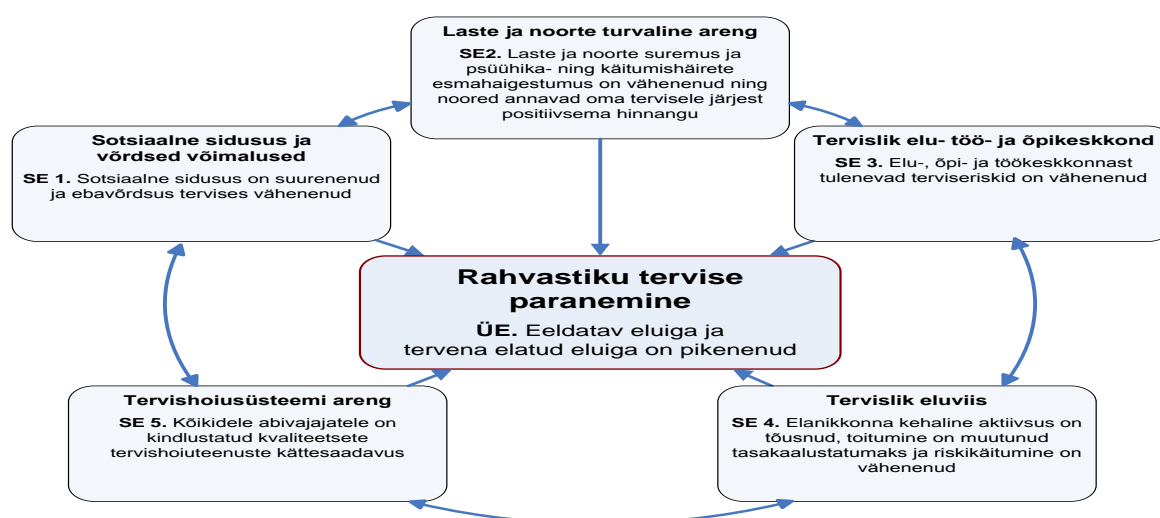 Laste ja noorte turvaline areng
SE2. Laste ja noorte suremus ja
psüühika- ning käitumishäirete
esmahaigestumus on vähenenud ning
noored annavad oma tervisele järjest
positiivsema hinnangu
Sotsiaalne sidusus ja
võrdsed võimalused
SE 1. Sotsiaalne sidusus on suurenenud
ja ebavõrdsus tervises vähenenud
Tervislik elu- töö- ja õpikeskkond
SE 3. Elu-, õpi- ja töökeskkonnast
tulenevad terviseriskid on vähenenud
Rahvastiku tervise
paranemine
ÜE. Eeldatav eluiga ja
tervena elatud eluiga on pikenenud
Tervishoiusüsteemi areng
SE 5. Kõikidele abivajajatele on
kindlustatud kvaliteetsete
tervishoiuteenuste kättesaadavus
Tervislik eluviis
SE 4. Elanikkonna kehaline aktiivsus on
tõusnud, toitumine on muutunud
tasakaalustatumaks ja riskikäitumine on
vähenenud